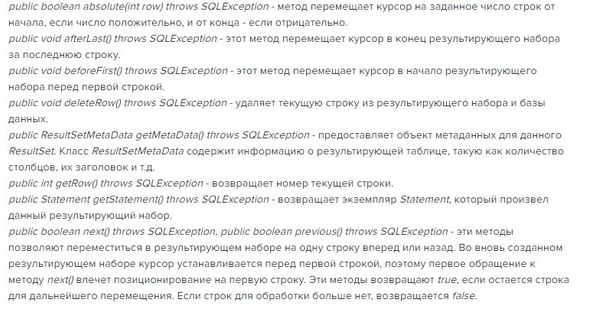 public boolean absolute(int row) throws SQLException - метод перемещает курсор на заданное число строк от
начала, если число положительно, и от конца - если отрицательно.
public void afterLast() throws SQLException - этот метод перемещает курсор в конец результирующего набора
за последнюю строку.
public void beforeFirst() throws SQLException - этот метод перемещает курсор в начало результирующего
набора перед первой строкой.
public void deleteRow() throws SQLException - удаляет текущую строку из результирующего набора и базы
данных.
public ResultSetMetaData getMetaData() throws SQLException - предоставляет объект метаданных для данного
ResultSet. Класс ResultSetMetaData содержит информацию о результирующей таблице, такую как количество
столбцов, их заголовок и т.д.
public int getRow() throws SQLException - возвращает номер текущей строки.
public Statement getStatement() throws SQLException - возвращает экземпляр Statement, который произвел
данный результирующий набор.
public boolean next() throws SQLException, public boolean previous() throws SQLException - эти методы
позволяют переместиться в результирующем наборе на одну строку вперед или назад. Во вновь созданном
результирующем наборе курсор устанавливается перед первой строкой, поэтому первое обращение к
методу next() влечет позиционирование на первую строку. Эти методы возвращают true, если остается строка
для дальнейшего перемещения. Если строк для обработки больше нет, возвращается false.